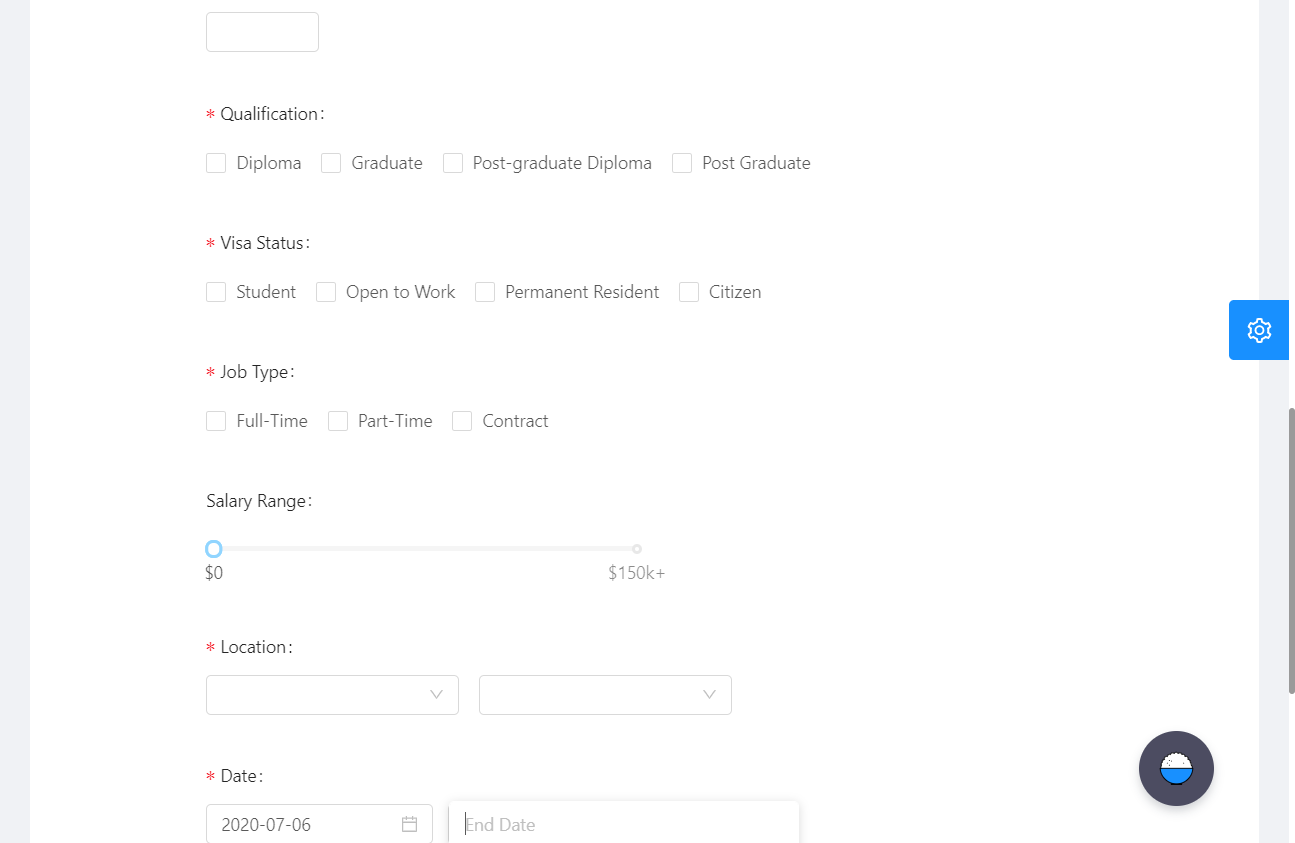 * Qualification:
Diploma Graduate Post-graduate Diploma Post Graduate
* Visa Status:
Student Open to Work Permanent Resident Citizen
* Job Type:
Full-Time Part-Time Contract
Salary Range:
$0 $150k+
* Location:
* Date:
2020-07-06 End Date